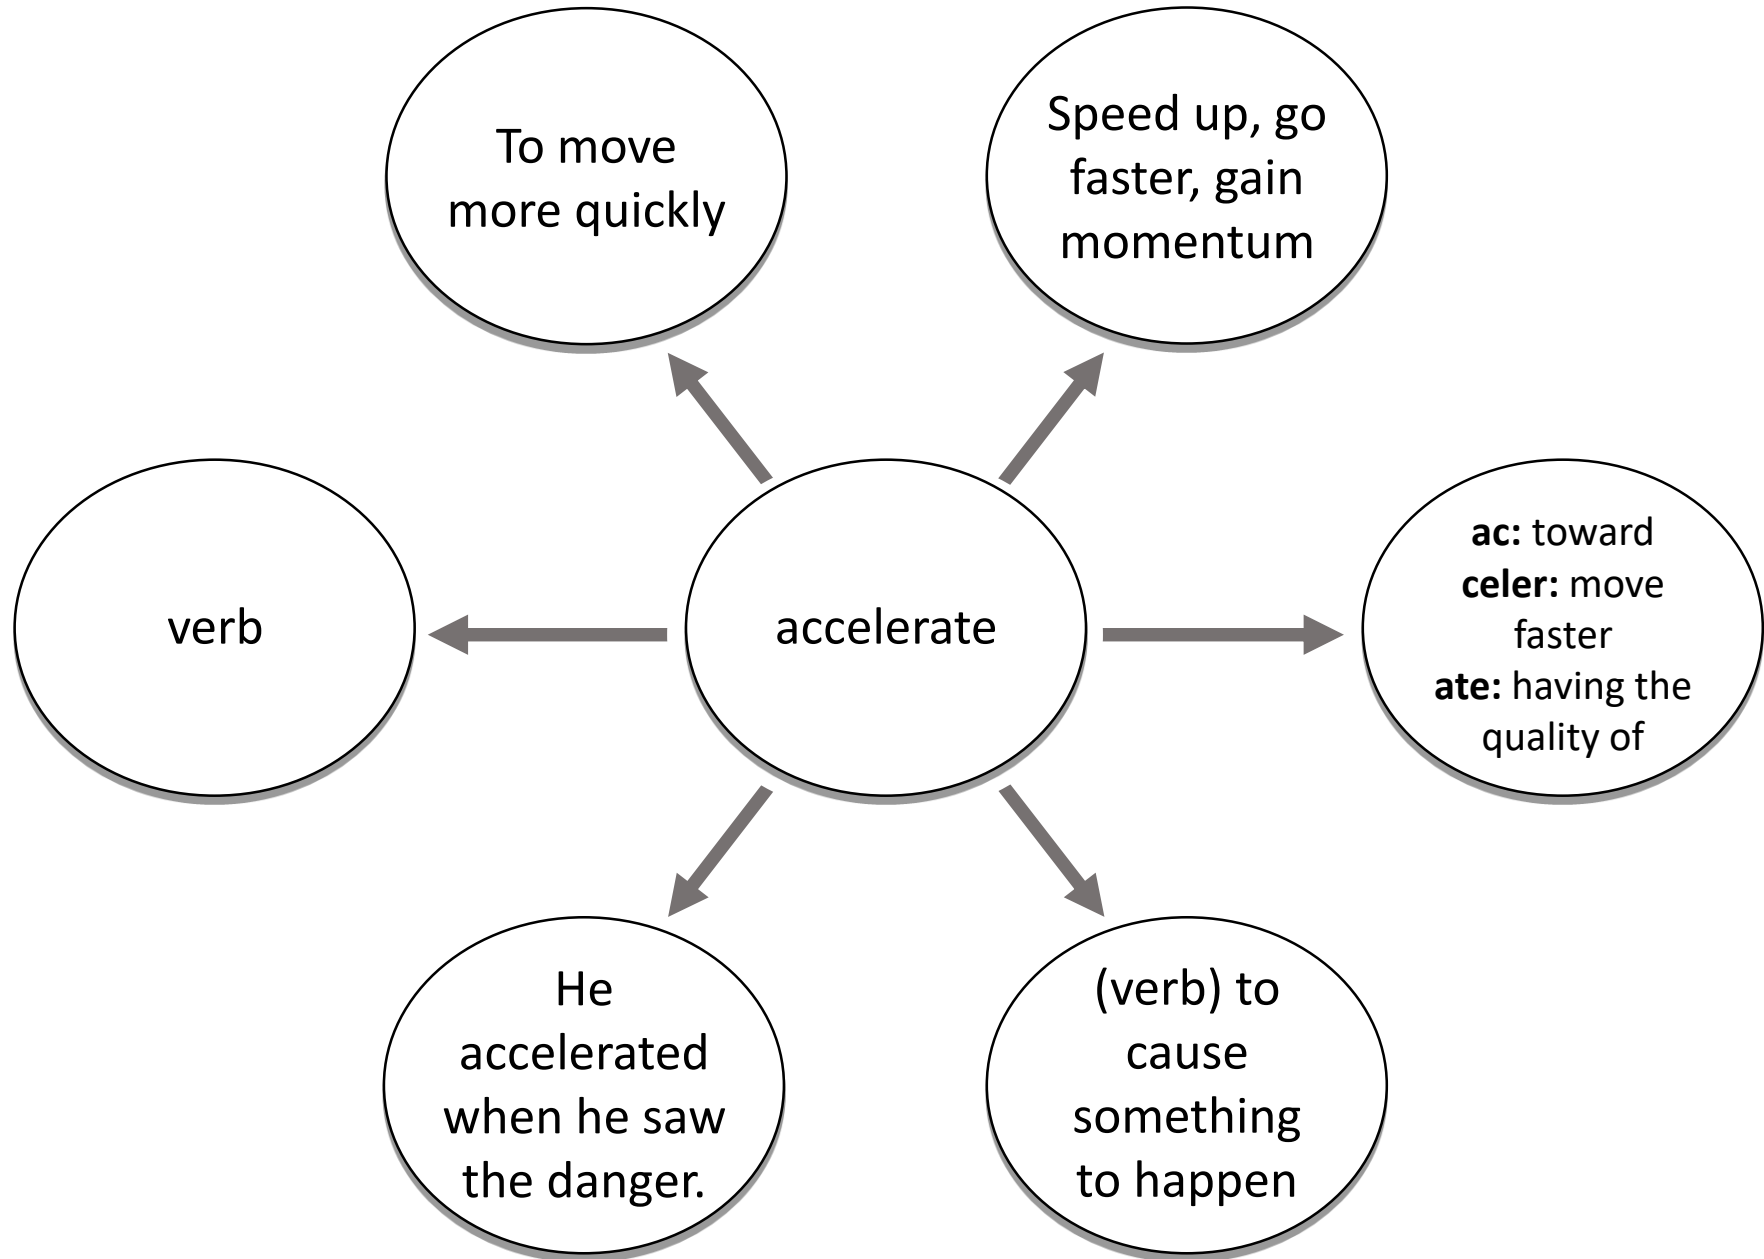 To move
more quickly
Speed up, go
faster, gain
momentum
verb
accelerate
ac: toward
celer: move
faster
ate: having the
quality of
He
accelerated
when he saw
the danger.
(verb) to
cause
something
to happen